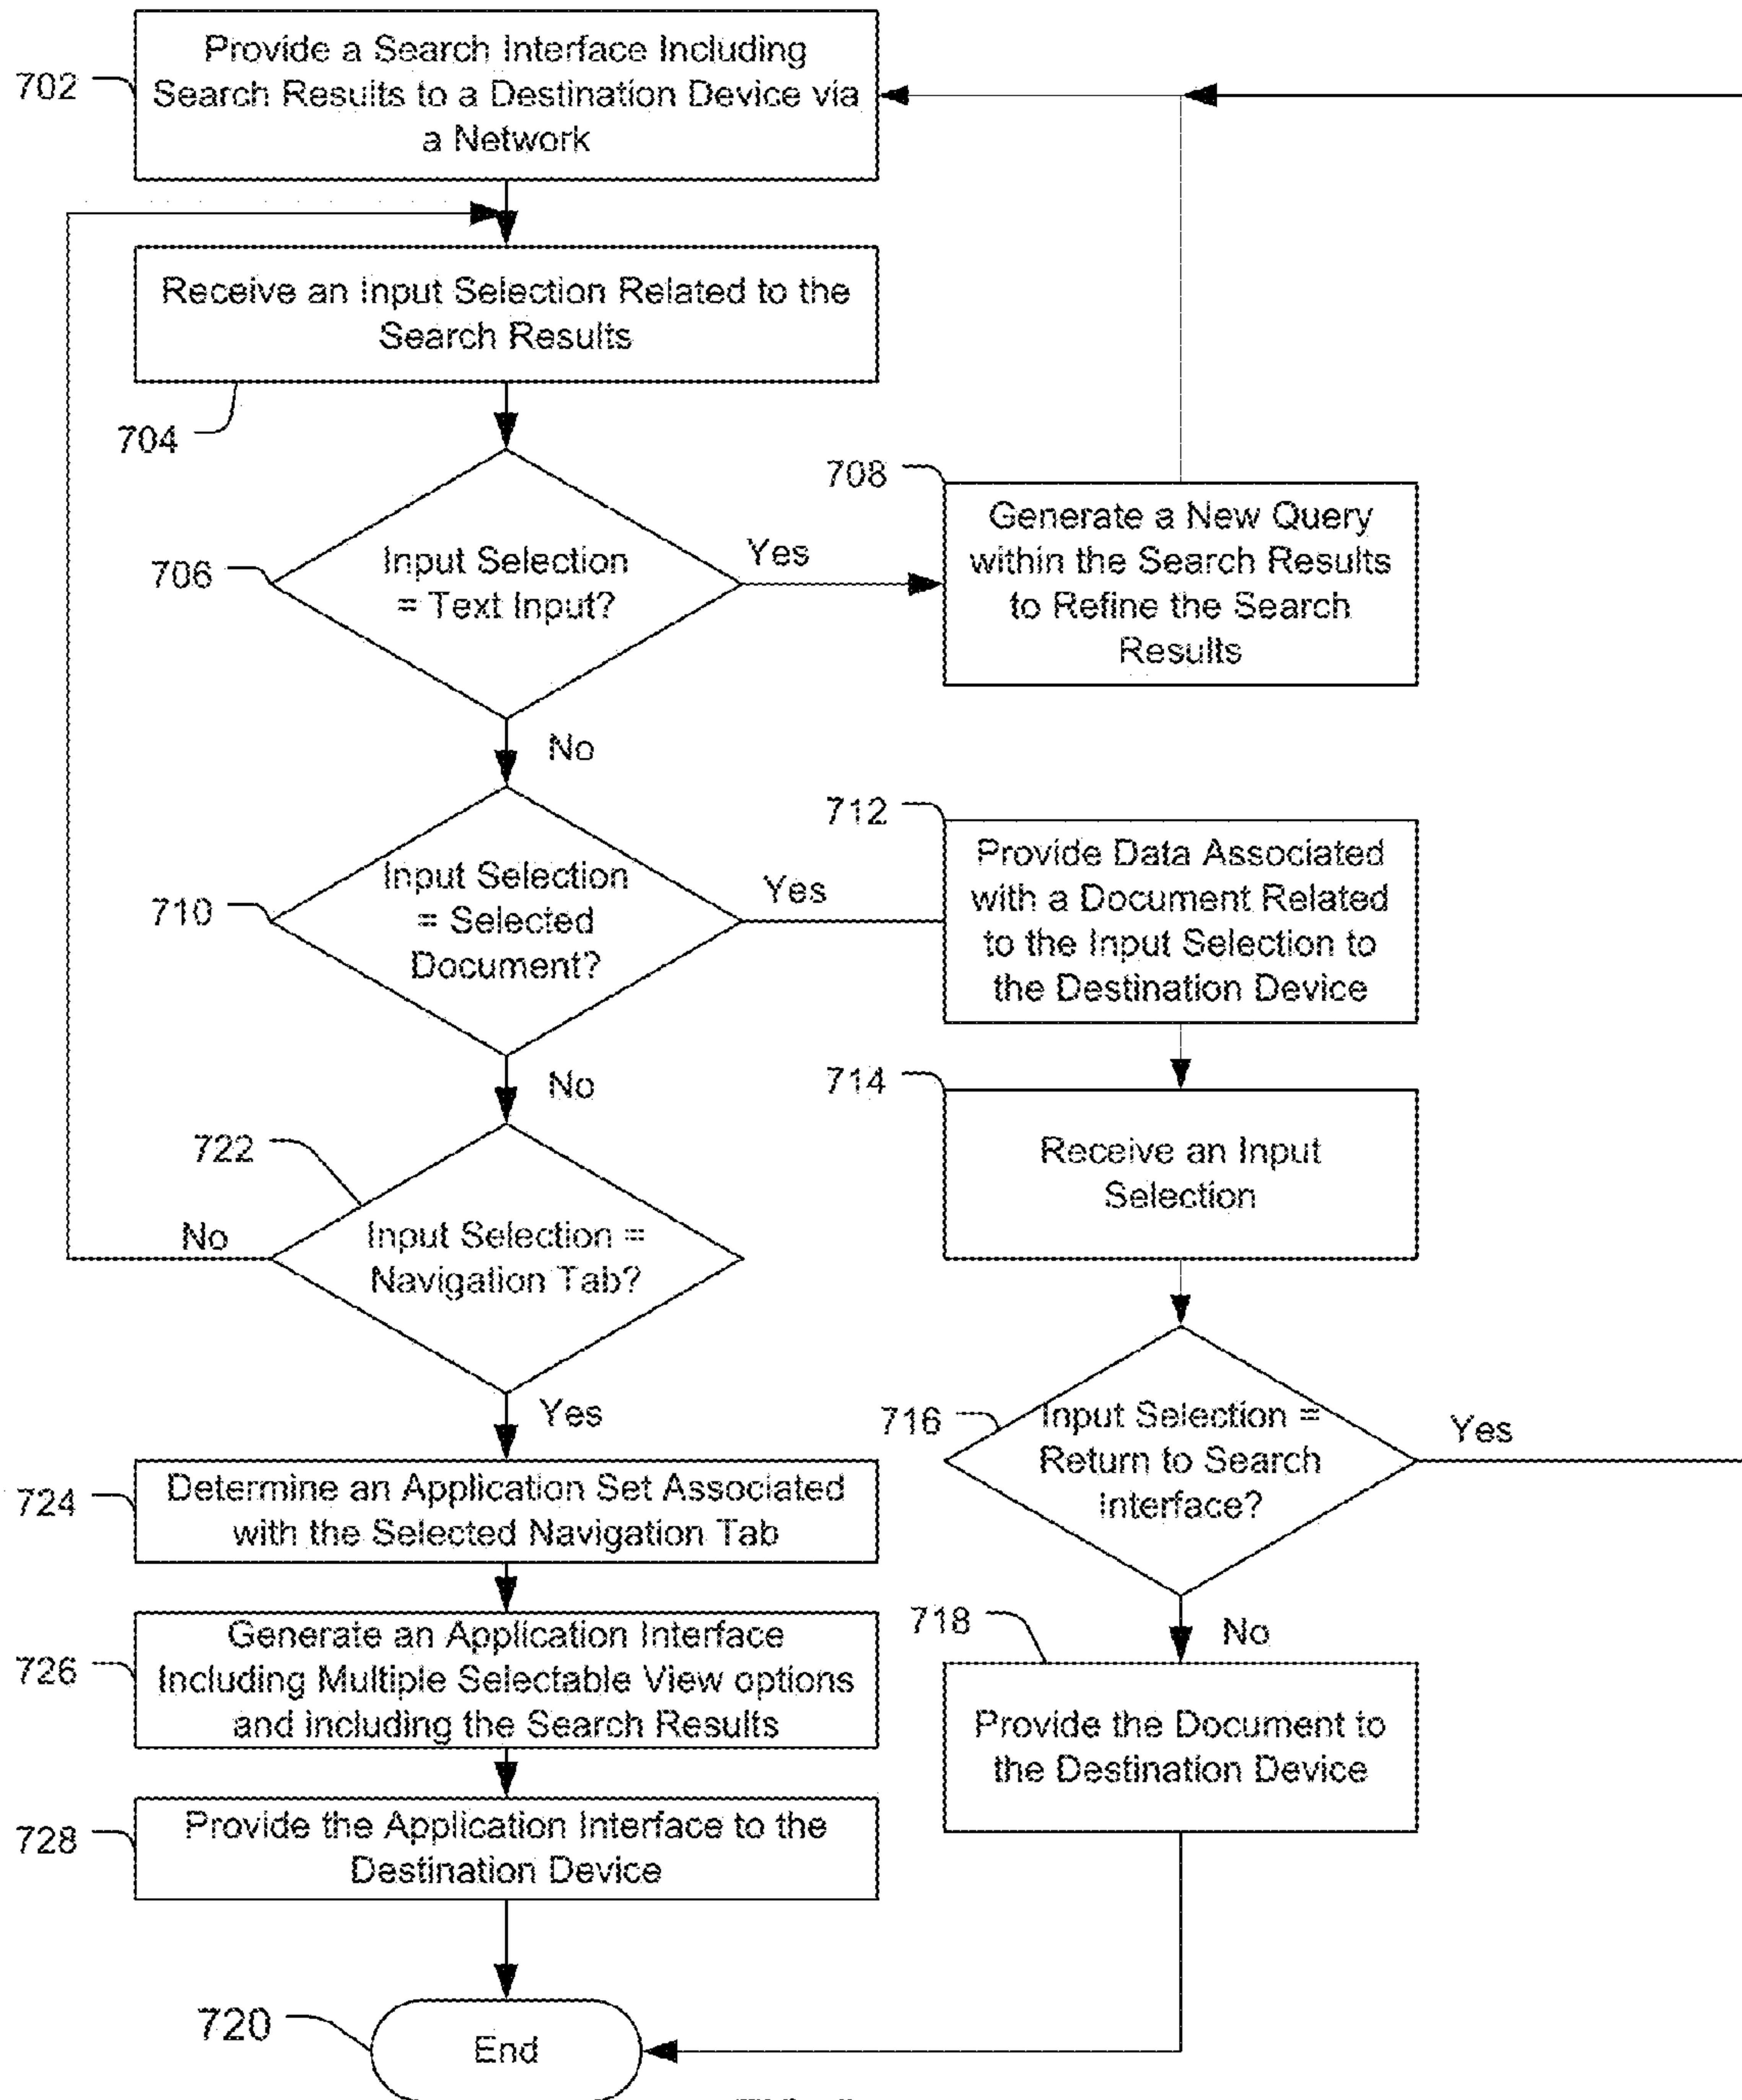 702
Provide a Search Interface Including
Search Results to a Destination Device via
a Network
Receive an Input Selection Related to the
Search Results
704
706
Input Selection
= Text Input?
Yes
708
Generate a New Query
within the Search Results
to Refine the Search
Results
No
710
Input Selection
= Selected
Document?
Yes
712
Provide Data Associated
with a Document Related
to the Input Selection to
the Destination Device
No
714
Receive an Input
Selection
722
No
Input Selection =
Navigation Tab?
Yes
716
Input Selection =
Return to Search
Interface?
Yes
724
Determine an Application Set Associated
with the Selected Navigation Tab
726
Generate an Application Interface
Including Multiple Selectable View options
and including the Search Results
718
No
Provide the Document to
the Destination Device
728
Provide the Application Interface to the
Destination Device
720
End